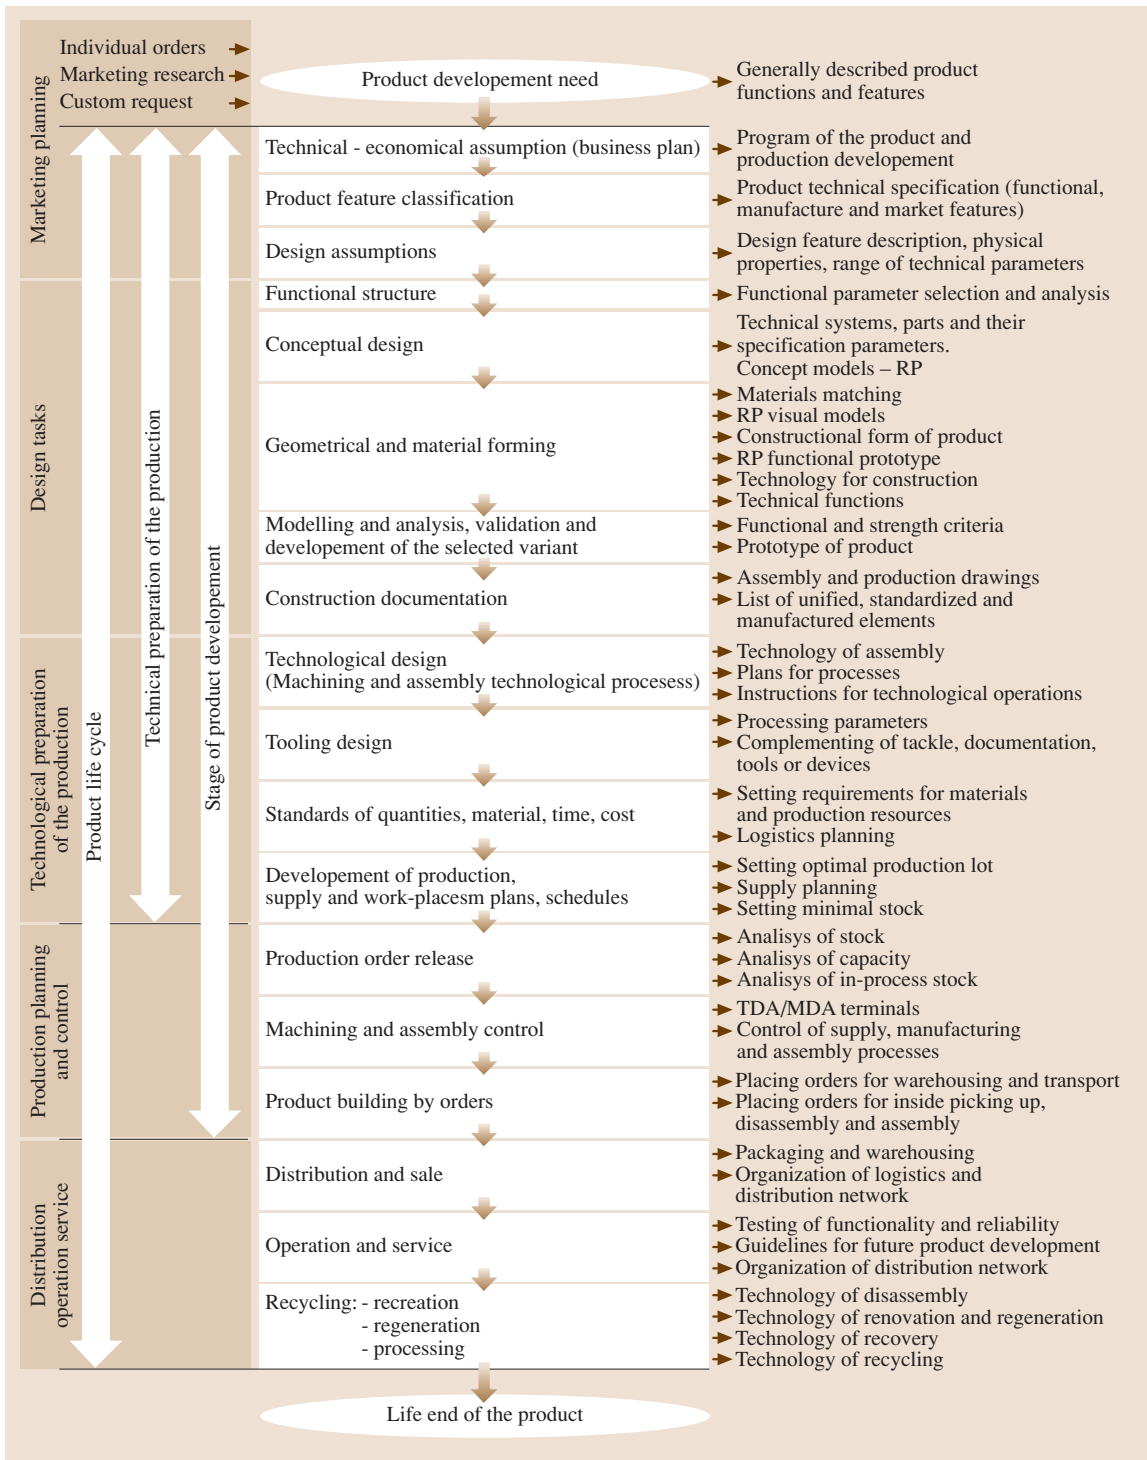 Individual orders
Marketing research
Custom request
Product developement need
Generally described product
functions and features
Marketing planning
Technical - economical assumption (business plan)
Program of the product and
production developement
Product feature classification
Product technical specification (functional,
manufacture and market features)
Design assumptions
Design feature description, physical
properties, range of technical parameters
Design tasks
Functional structure
Functional parameter selection and analysis
Conceptual design
Technical systems, parts and their
specification parameters.
Concept models – RP
Geometrical and material forming
Materials matching
RP visual models
Constructional form of product
RP functional prototype
Technology for construction
Technical functions
Modelling and analysis, validation and
developement of the selected variant
Functional and strength criteria
Prototype of product
Construction documentation
Assembly and production drawings
List of unified, standardized and
manufactured elements
Product life cycle
Technical preparation of the production
Stage of product developement
Technological preparation
of the production
Technological design
(Machining and assembly technological procesess)
Technology of assembly
Plans for processes
Instructions for technological operations
Tooling design
Processing parameters
Complementing of tackle, documentation,
tools or devices
Standards of quantities, material, time, cost
Setting requirements for materials
and production resources
Logistics planning
Developement of production,
supply and work-placesm plans, schedules
Setting optimal production lot
Supply planning
Setting minimal stock
Production planning
and control
Production order release
Analisys of stock
Analisys of capacity
Analisys of in-process stock
Machining and assembly control
TDA/MDA terminals
Control of supply, manufacturing
and assembly processes
Product building by orders
Placing orders for warehousing and transport
Placing orders for inside picking up,
disassembly and assembly
Distribution
operation service
Distribution and sale
Packaging and warehousing
Organization of logistics and
distribution network
Operation and service
Testing of functionality and reliability
Guidelines for future product development
Organization of distribution network
Recycling: - recreation
- regeneration
- processing
Technology of disassembly
Technology of renovation and regeneration
Technology of recovery
Technology of recycling
Life end of the product